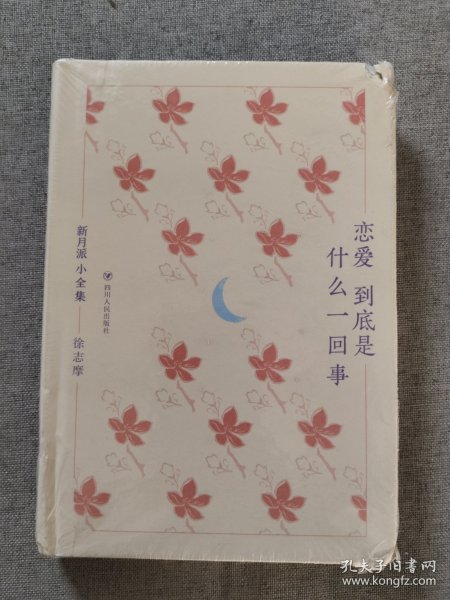 恋爱 到底是
什么一回事
新月派 小全集
徐志摩
四川人民出版社
孔夫子旧书网
www.kongfz.com